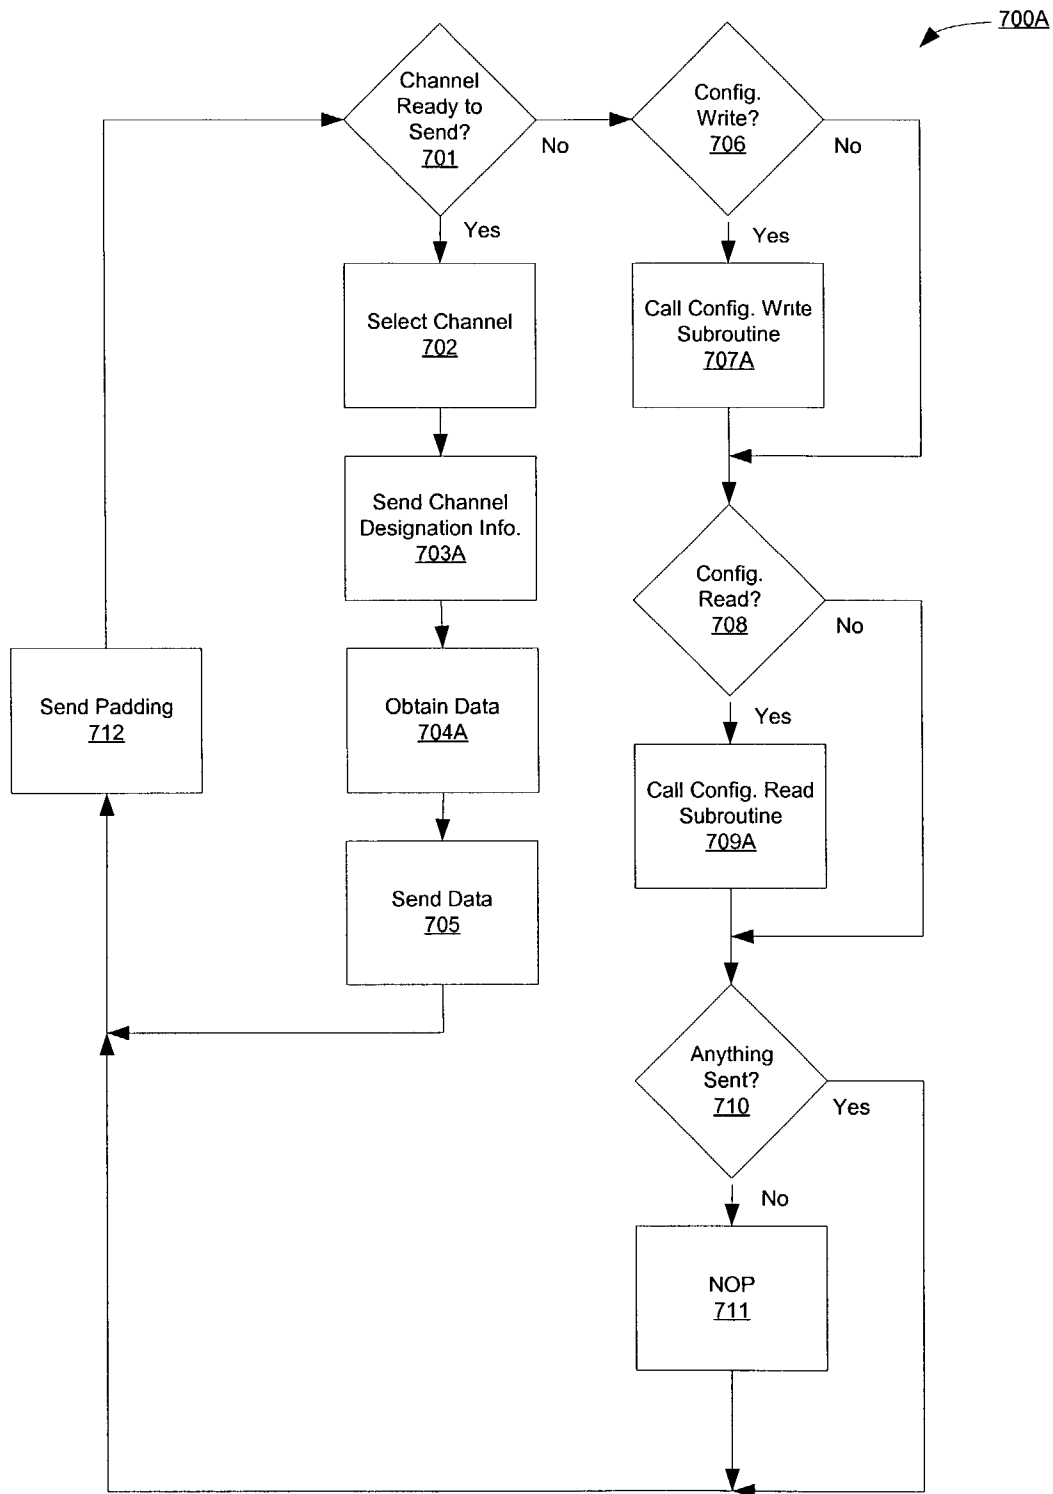 700A
Channel
Ready to
Send?
701
No
Yes
Config.
Write?
706
No
Yes
Select Channel
702
Call Config. Write
Subroutine
707A
Send Channel
Designation Info.
703A
Config.
Read?
708
No
Yes
Send Padding
712
Obtain Data
704A
Call Config. Read
Subroutine
709A
Send Data
705
Anything
Sent?
710
Yes
No
NOP
711